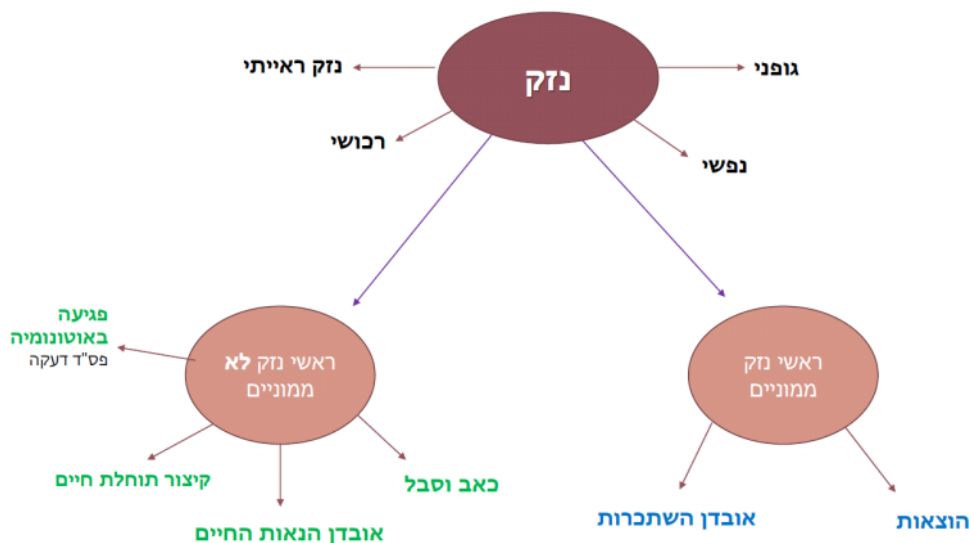 נזק
גופני
נזק ראייתי
רכושי
נפשי
ראשי נזק
ממוניים
ראשי נזק לא
ממוניים
פגיעה
באוטונומיה
פס"ד דעקה
הוצאות
אובדן השתכרות
כאב וסבל
אובדן הנאות החיים
קיצור תוחלת חיים